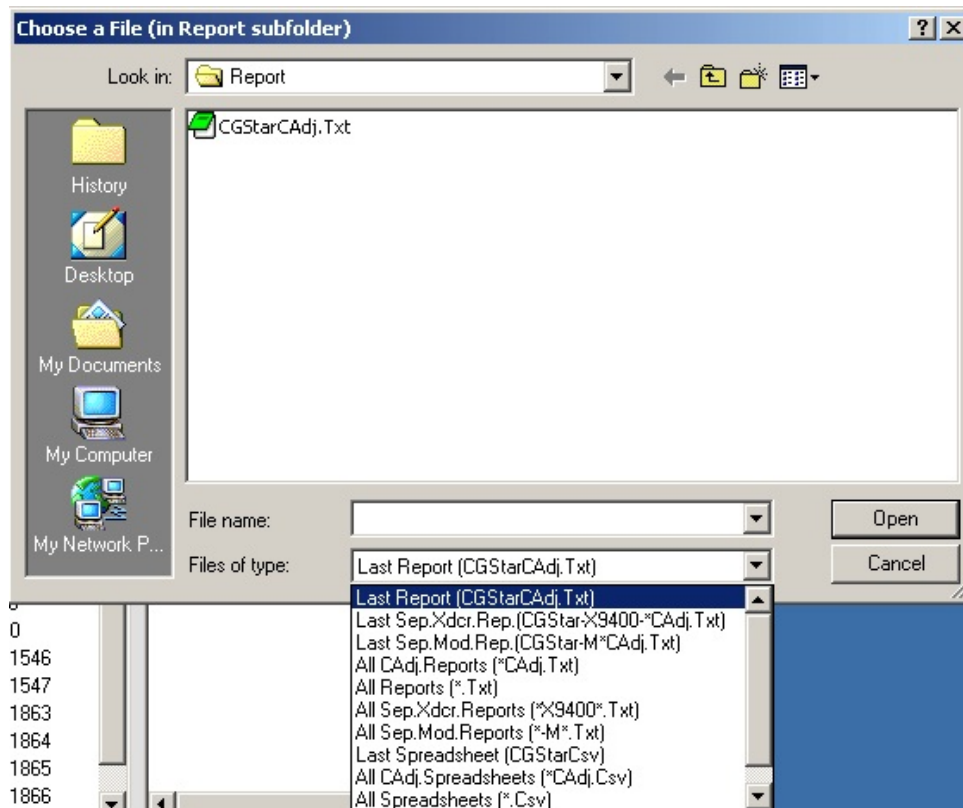 Choose a File (in Report subfolder)
Look in: Report
CGStarCAdj.Txt
History
Desktop
My Documents
My Computer
My Network P...
File name:
Open
Files of type: Last Report (CGStarCAdj.Txt)
Cancel
Last Report (CGStarCAdj.Txt)
Last Sep.Xdcr.Rep.(CGStar-X9400-*CAdj.Txt)
Last Sep.Mod.Rep.(CGStar-M*CAdj.Txt)
All CAdj.Reports (*CAdj.Txt)
All Reports (*.Txt)
All Sep.Xdcr.Reports (*X9400*.Txt)
All Sep.Mod.Reports (*-M*.Txt)
Last Spreadsheet (CGStarCsv)
All CAdj.Spreadsheets (*CAdj.Csv)
All Spreadsheets (*.Csv)
0
1546
1547
1863
1864
1865
1866